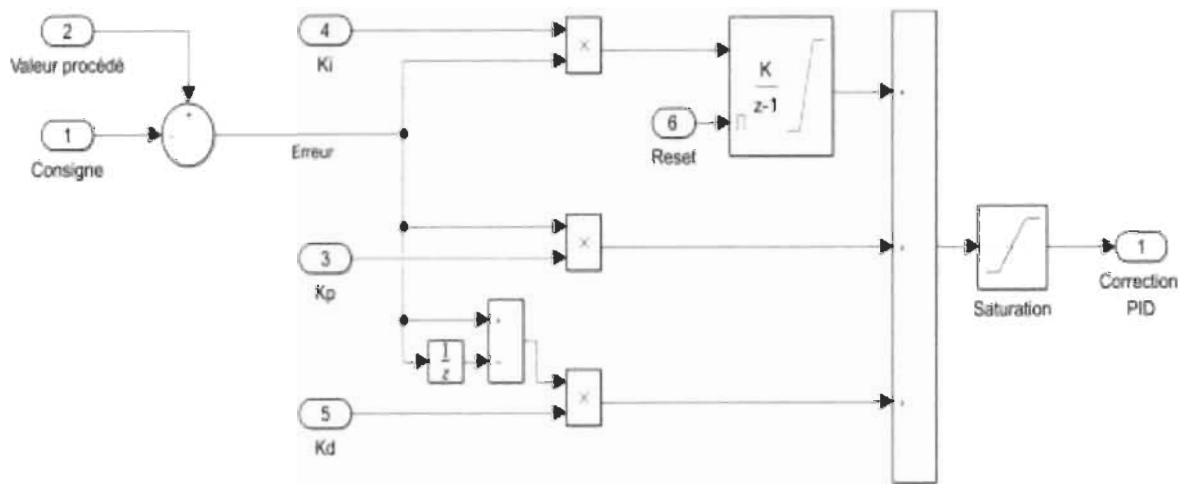 2
Valeur procédé
1
Consigne
+
-
Erreur
4
Ki
×
K
z-1
6
Reset
3
Kp
×
+
-
1
z
5
Kd
×
+
+
+
Saturation
1
Correction
PID